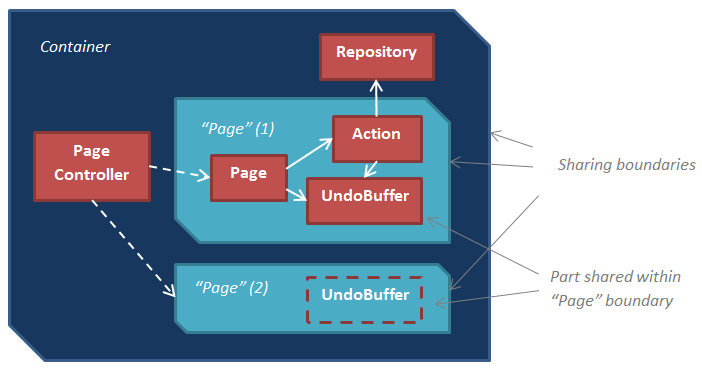 Container
Repository
“Page” (1)
Action
Page
Controller
Page
UndoBuffer
Sharing boundaries
“Page” (2)
UndoBuffer
Part shared within
“Page” boundary